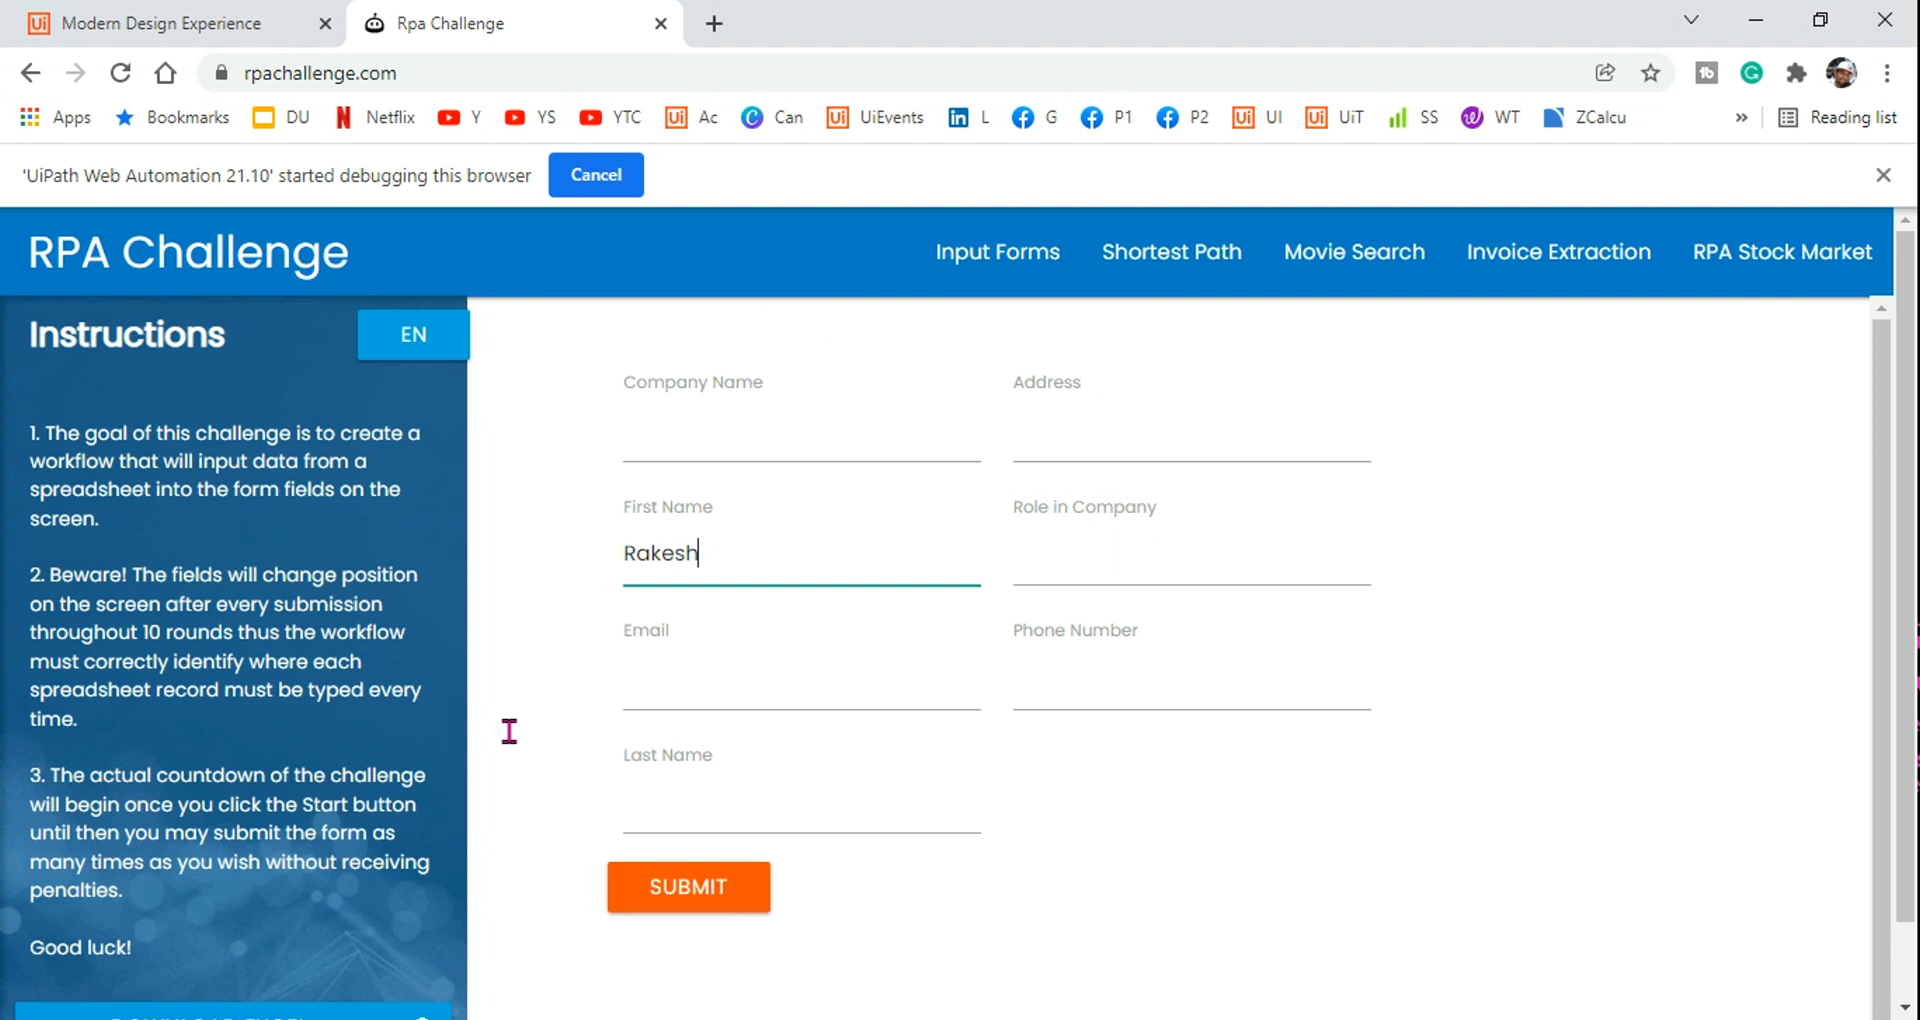 Modern Design Experience
Rpa Challenge
rpachallenge.com
Apps Bookmarks DU Netflix Y YS YTC Ac Can UiEvents L G P1 P2 UI UiT SS WT ZCalcu » Reading list
'UiPath Web Automation 21.10' started debugging this browser Cancel
RPA Challenge
Input Forms Shortest Path Movie Search Invoice Extraction RPA Stock Market
Instructions
EN
1. The goal of this challenge is to create a
workflow that will input data from a
spreadsheet into the form fields on the
screen.
2. Beware! The fields will change position
on the screen after every submission
throughout 10 rounds thus the workflow
must correctly identify where each
spreadsheet record must be typed every
time.
3. The actual countdown of the challenge
will begin once you click the Start button
until then you may submit the form as
many times as you wish without receiving
penalties.
Good luck!
Company Name
Address
First Name
Rakesh
Role in Company
Email
Phone Number
Last Name
SUBMIT